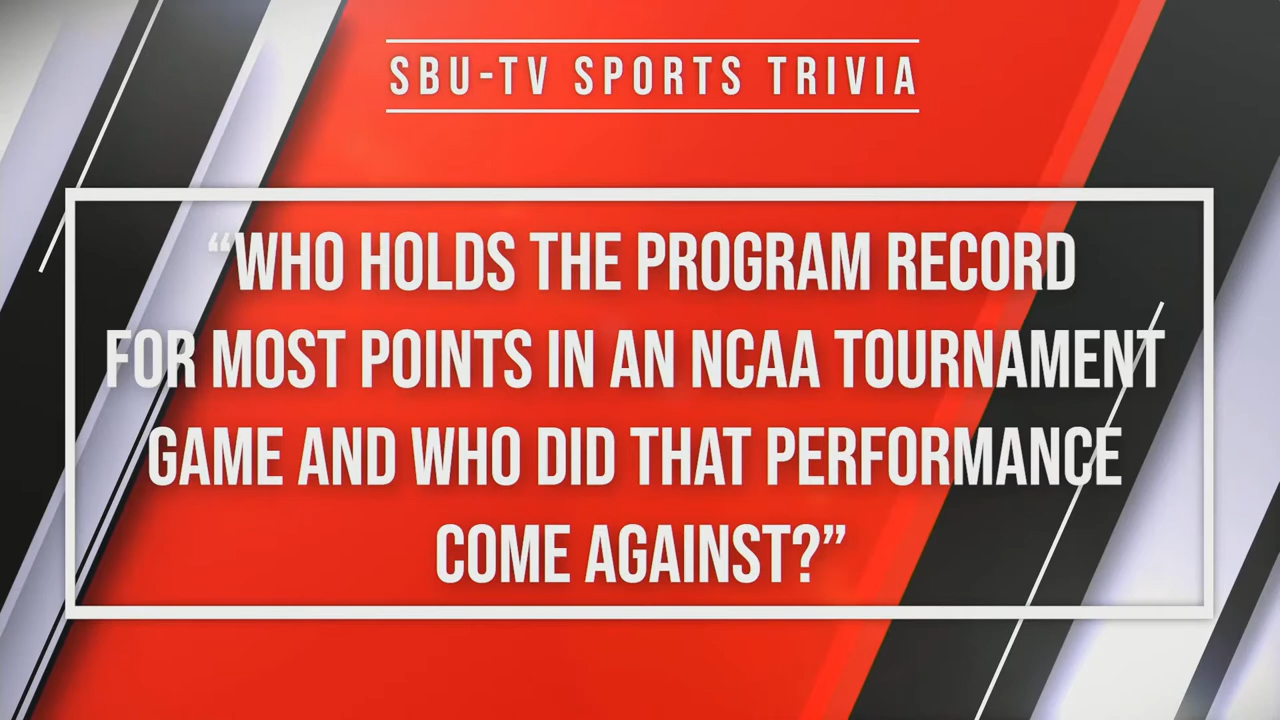 SBU-TV SPORTS TRIVIA
“WHO HOLDS THE PROGRAM RECORD
FOR MOST POINTS IN AN NCAA TOURNAMENT
GAME AND WHO DID THAT PERFORMANCE
COME AGAINST?”